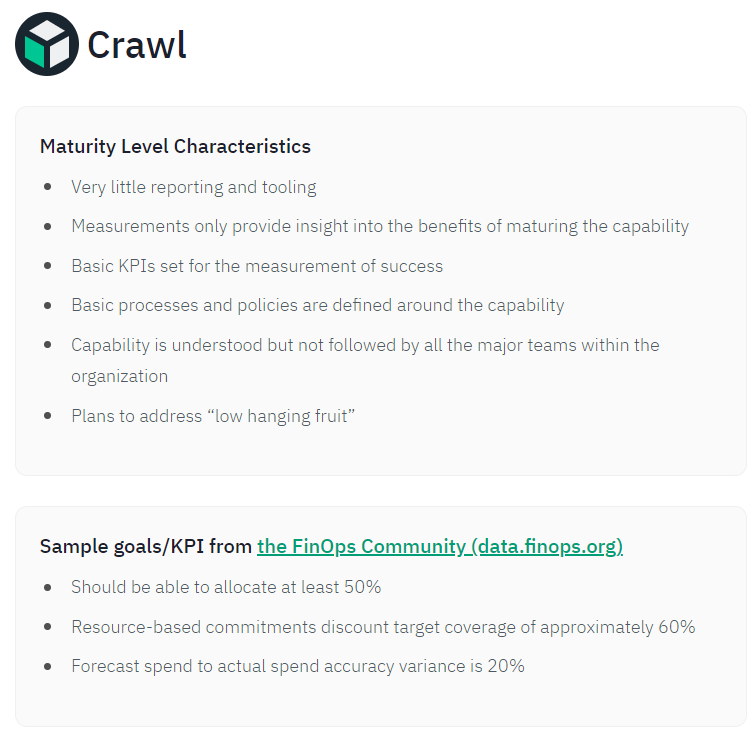 Crawl
Maturity Level Characteristics
Very little reporting and tooling
Measurements only provide insight into the benefits of maturing the capability
Basic KPIs set for the measurement of success
Basic processes and policies are defined around the capability
Capability is understood but not followed by all the major teams within the
organization
Plans to address “low hanging fruit”
Sample goals/KPI from the FinOps Community (data.finops.org)
Should be able to allocate at least 50%
Resource-based commitments discount target coverage of approximately 60%
Forecast spend to actual spend accuracy variance is 20%